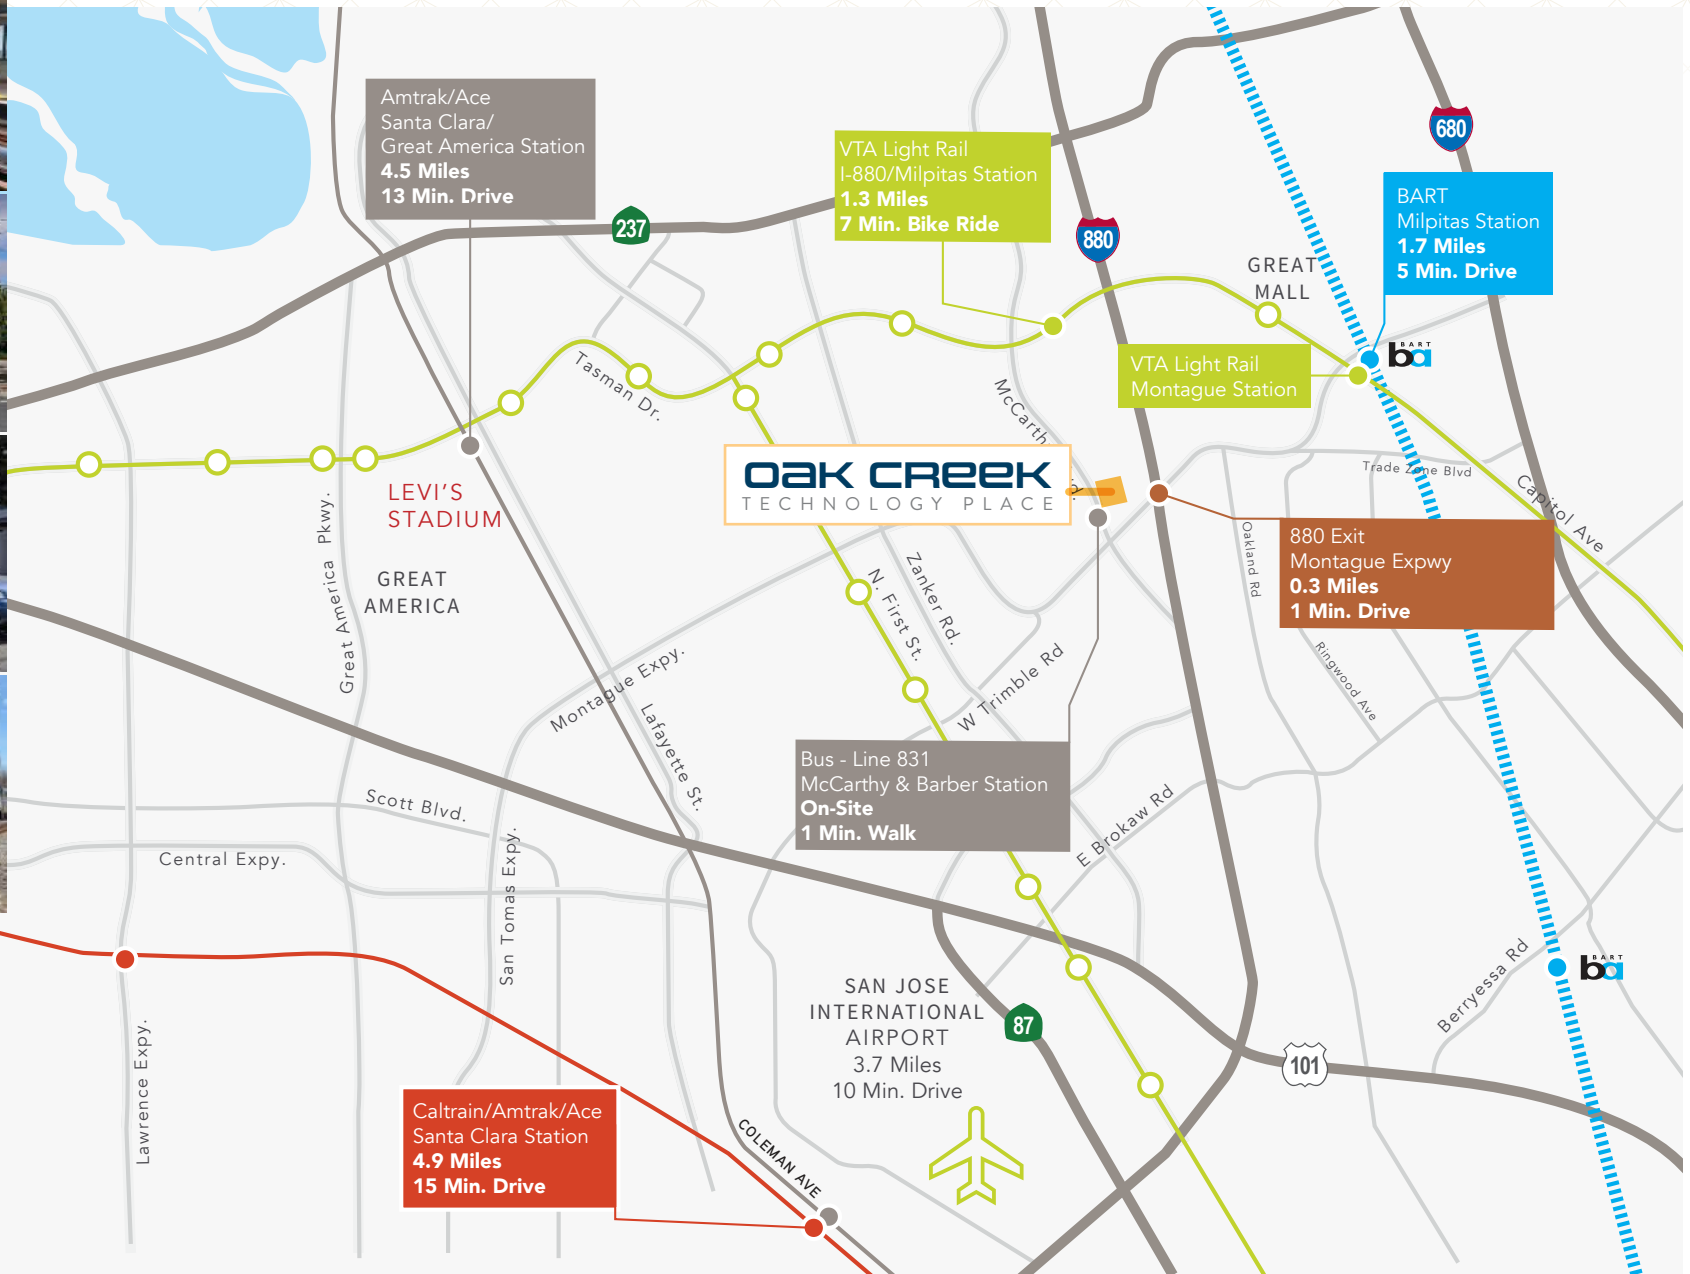 Amtrak/Ace
Santa Clara/
Great America Station
4.5 Miles
13 Min. Drive
VTA Light Rail
I-880/Milpitas Station
1.3 Miles
7 Min. Bike Ride
680
BART
Milpitas Station
1.7 Miles
5 Min. Drive
237
880
GREAT
MALL
BART
ba
VTA Light Rail
Montague Station
Tasman Dr.
McCarth
d.
OAK CREEK
TECHNOLOGY PLACE
Trade Zone Blvd
Capitol Ave
LEVI'S
STADIUM
GREAT
AMERICA
Great America Pkwy.
880 Exit
Montague Expwy
0.3 Miles
1 Min. Drive
Oakland Rd
Zanker Rd.
N. First St.
Montague Expy.
W Trimble Rd
Ringwood Ave
Lafayette St.
Bus - Line 831
McCarthy & Barber Station
On-Site
1 Min. Walk
Scott Blvd.
Central Expy.
San Tomas Expy.
E Brokaw Rd
SAN JOSE
INTERNATIONAL
AIRPORT
3.7 Miles
10 Min. Drive
87
101
Berryessa Rd
BART
ba
Lawrence Expy.
Caltrain/Amtrak/Ace
Santa Clara Station
4.9 Miles
15 Min. Drive
COLEMAN AVE